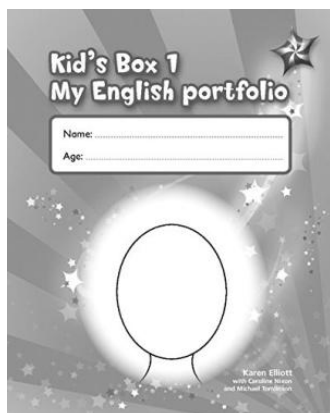 Kid's Box 1
My English portfolio
Name:
Age:
Karen Elliott
with Caroline Nixon
and Michael Tomlinson